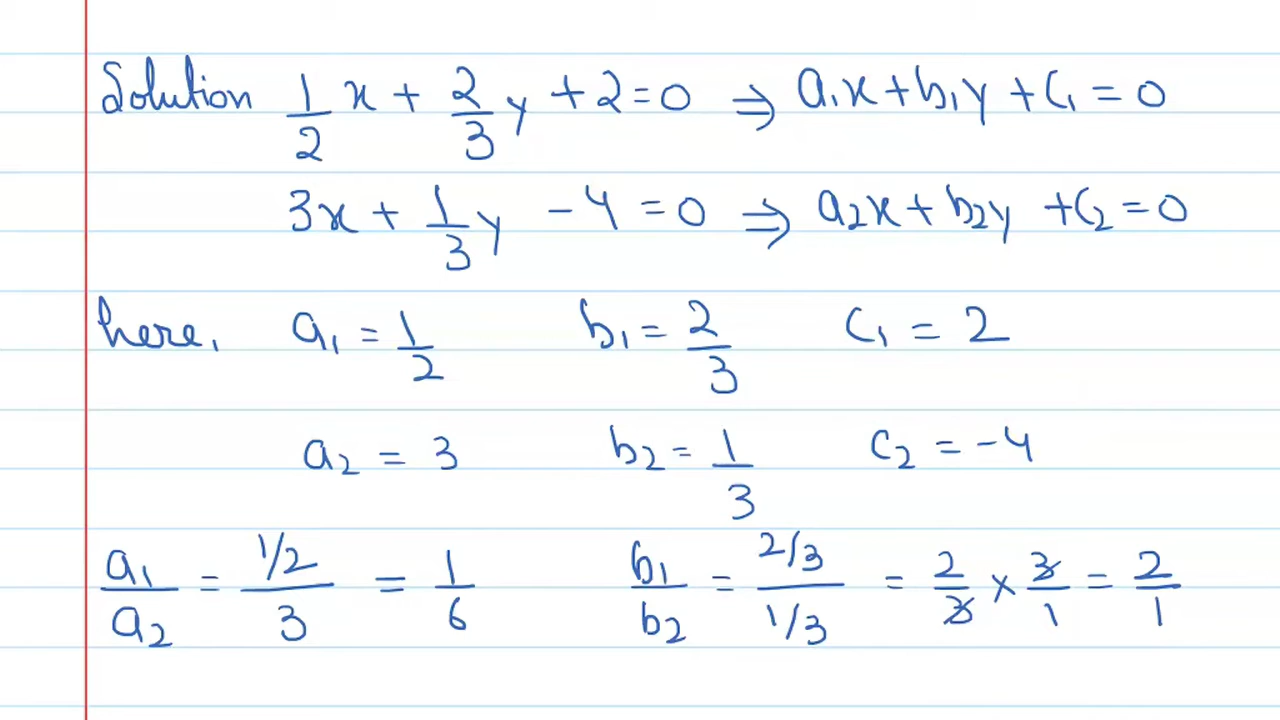 Solution 1/2 x + 2/3 y + 2 = 0 ⇒ a₁x + b₁y + c₁ = 0
3x + 1/3 y - 4 = 0 ⇒ a₂x + b₂y + c₂ = 0
here, a₁ = 1/2 b₁ = 2/3 c₁ = 2
a₂ = 3 b₂ = 1/3 c₂ = -4
a₁/a₂ = (1/2)/3 = 1/6 b₁/b₂ = (2/3)/(1/3) = 2/3 × 3/1 = 2/1